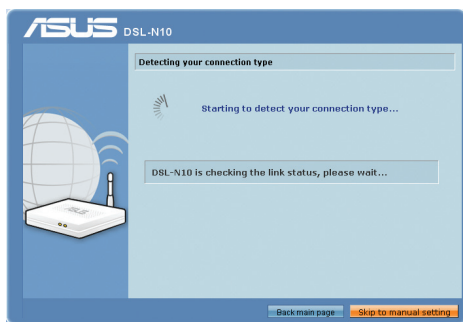 ASUS DSL-N10
Detecting your connection type
Starting to detect your connection type...
DSL-N10 is checking the link status, please wait...
ASUS
Back main page Skip to manual setting